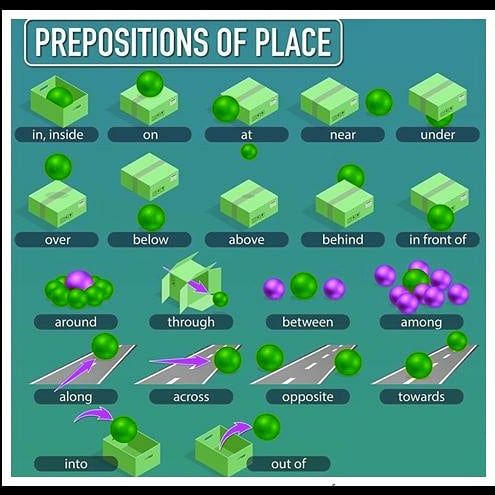 PREPOSITIONS OF PLACE
in, inside on at near under
over below above behind in front of
around through between among
along across opposite towards
into out of